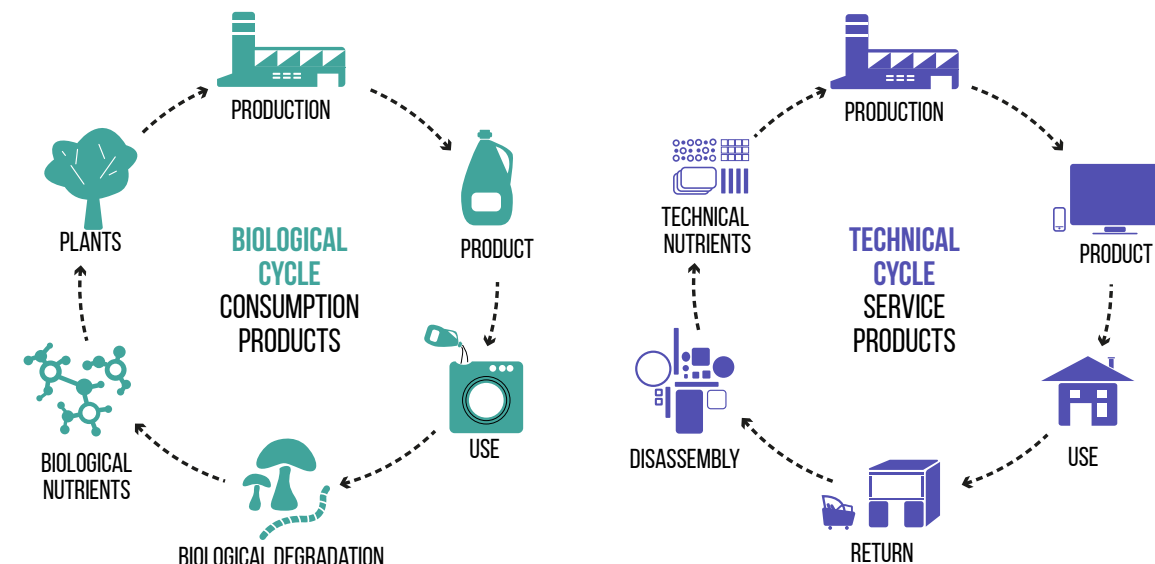 PRODUCTION
PLANTS
BIOLOGICAL
CYCLE
CONSUMPTION
PRODUCTS
PRODUCT
USE
BIOLOGICAL DEGRADATION
BIOLOGICAL
NUTRIENTS
PRODUCTION
TECHNICAL
NUTRIENTS
TECHNICAL
CYCLE
SERVICE
PRODUCTS
PRODUCT
USE
RETURN
DISASSEMBLY